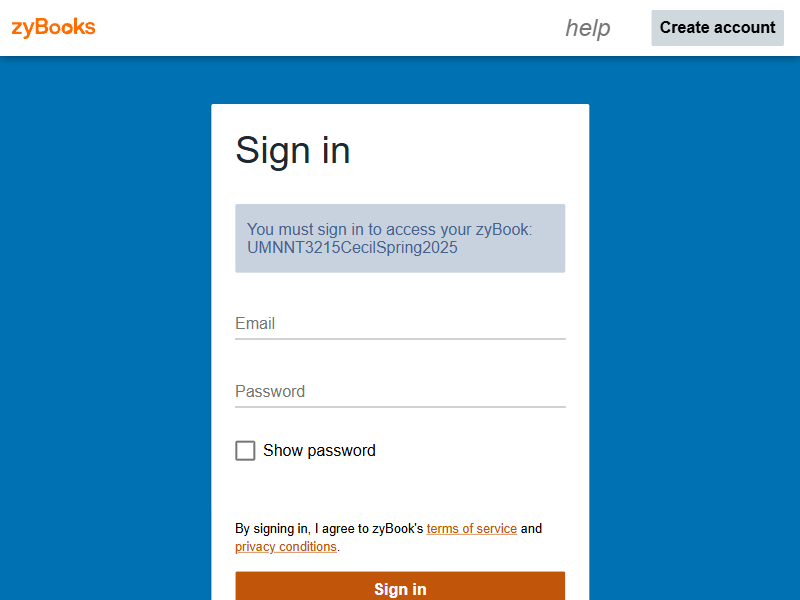 zyBooks
help
Create account
Sign in
You must sign in to access your zyBook:
UMNNT3215CecilSpring2025
Email
Password
Show password
By signing in, I agree to zyBook's terms of service and
privacy conditions.
Sign in